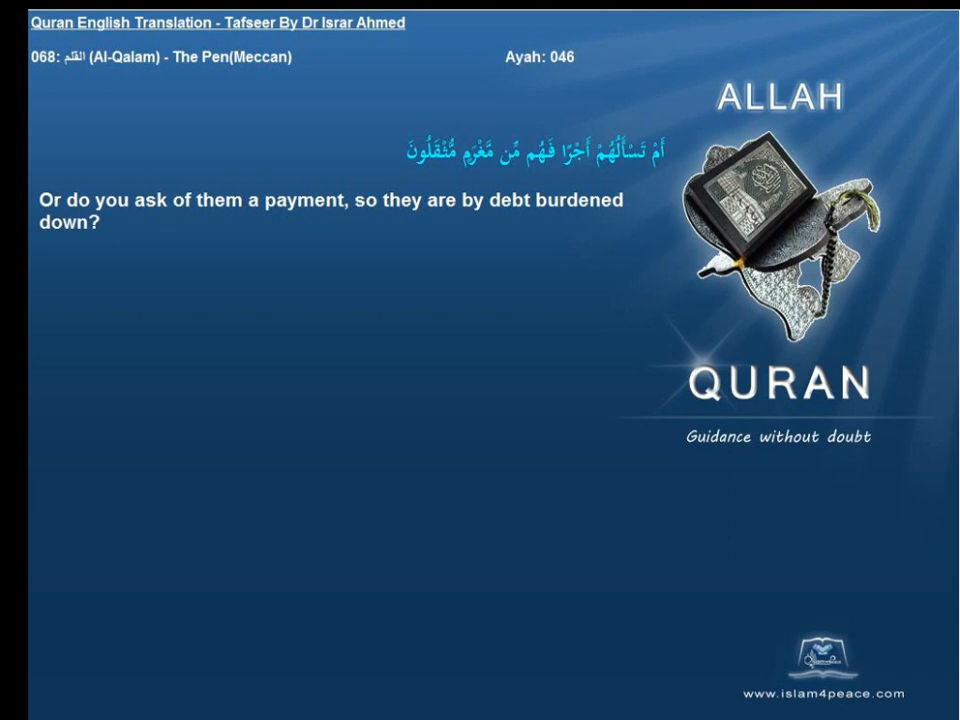 Quran English Translation - Tafseer By Dr Israr Ahmed
068: القلم (Al-Qalam) - The Pen(Meccan)
Ayah: 046
ALLAH
أَمْ تَسْأَلُهُمْ أَجْرًا فَهُم مِّن مَّغْرَمٍ مُّثْقَلُونَ
Or do you ask of them a payment, so they are by debt burdened
down?
QURAN
Guidance without doubt
www.islam4peace.com